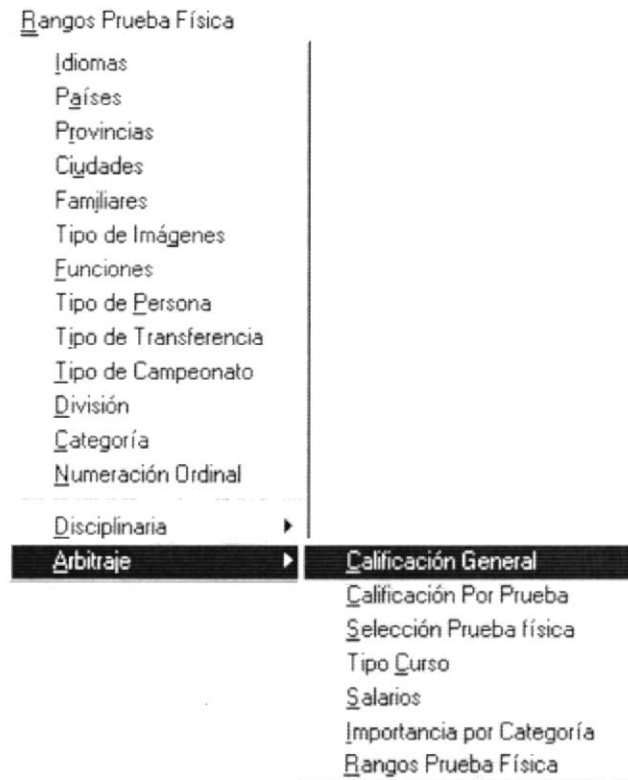 Rangos Prueba Física
Idiomas
Países
Provincias
Ciudades
Familiares
Tipo de Imágenes
Funciones
Tipo de Persona
Tipo de Transferencia
Tipo de Campeonato
División
Categoría
Numeración Ordinal
Disciplinaria
Arbitraje
Calificación General
Calificación Por Prueba
Selección Prueba física
Tipo Curso
Salarios
Importancia por Categoría
Rangos Prueba Física